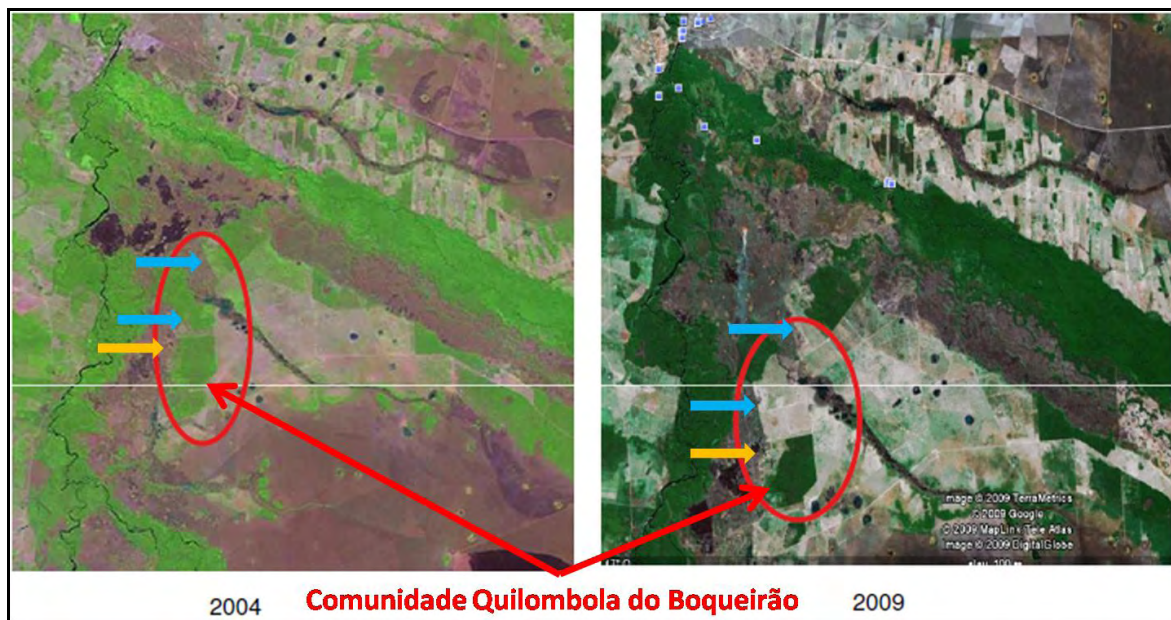 Image © 2009 TerraMetrics
© 2009 Google
© 2009 MapLink Tele Atlas
Image © 2009 DigitalGlobe
2004
Comunidade Quilombola do Boqueirão
2009